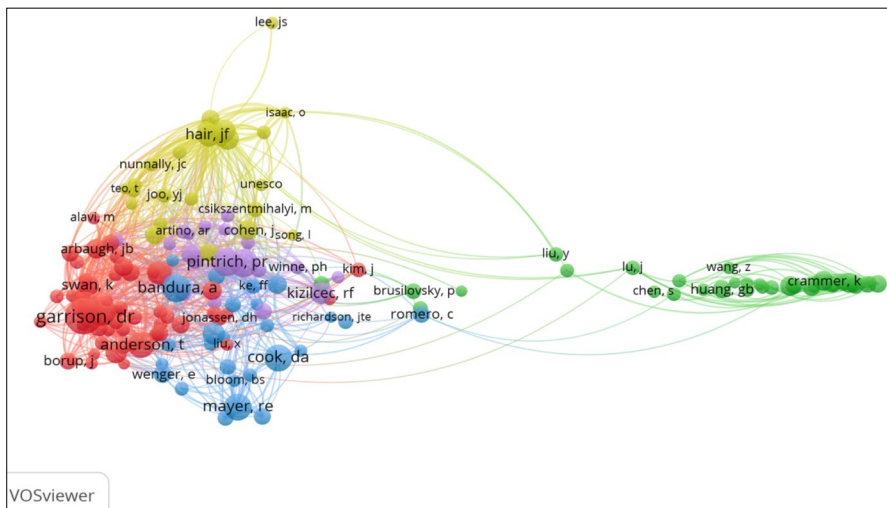 lee, js
isaac, o
hair, jf
nunnally, jc
teo, t
joo, yj
unesco
csikszentmihalyi, m
alavi, m
artino, ar
cohen, j
song, l
arbaugh, jb
pintrich, pr
winne, ph
kim, j
liu, y
lu, j
wang, z
swan, k
bandura, a
ke, ff
kizilcec, rf
brusilovsky, p
chen, s
huang, gb
crammer, k
garrison, dr
jonassen, dh
richardson, jte
romero, c
anderson, t
liu, x
borup, j
cook, da
wenger, e
bloom, bs
mayer, re
VOSviewer